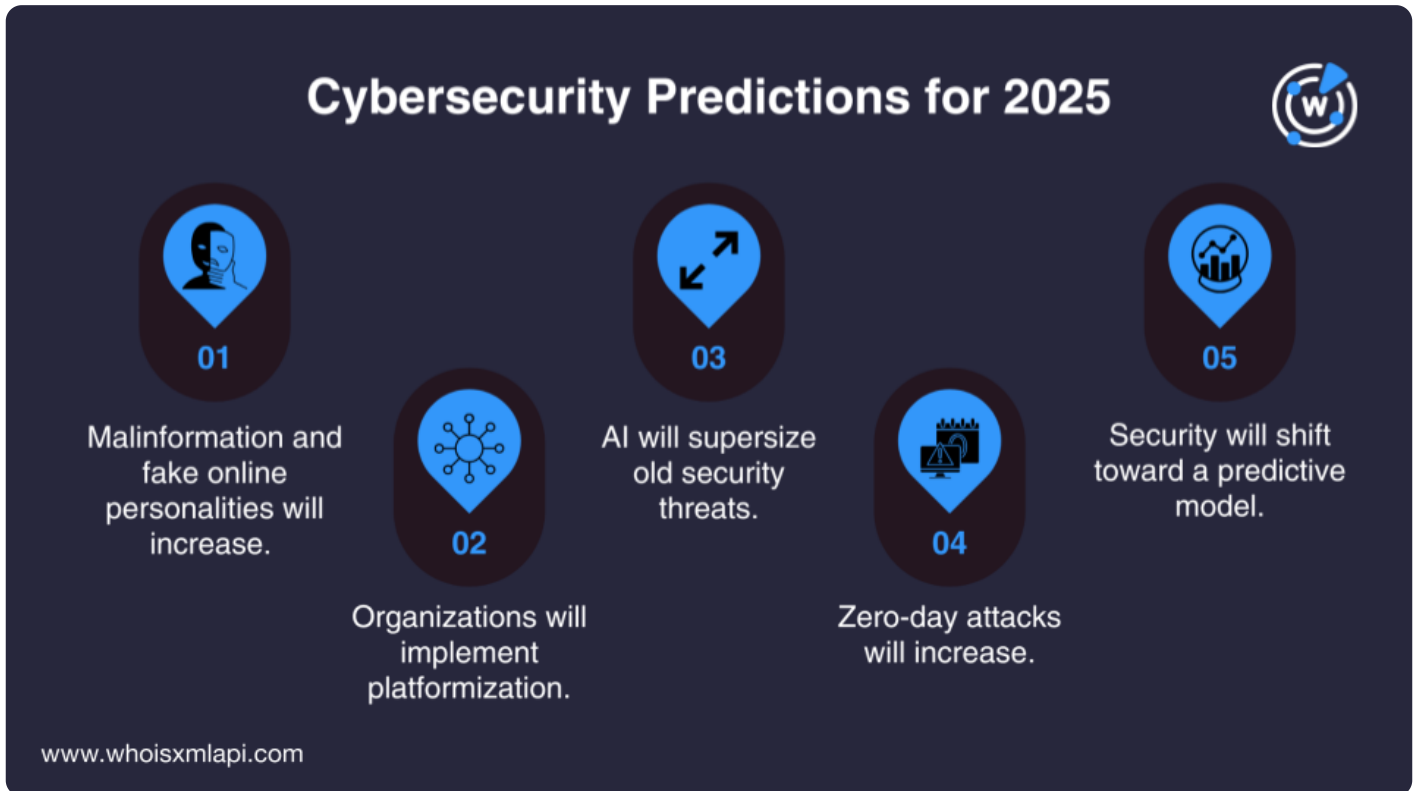 Cybersecurity Predictions for 2025
W
01
Malinformation and
fake online
personalities will
increase.
02
Organizations will
implement
platformization.
03
AI will supersize
old security
threats.
04
Zero-day attacks
will increase.
05
Security will shift
toward a predictive
model.
www.whoisxmlapi.com